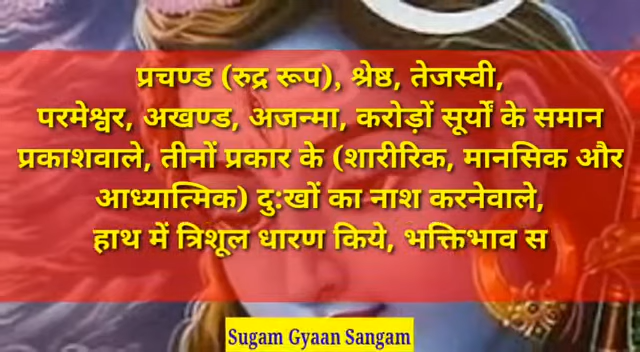 प्रचण्ड (रुद्र रूप), श्रेष्ठ, तेजस्वी,
परमेश्वर, अखण्ड, अजन्मा, करोड़ों सूर्यों के समान
प्रकाशवाले, तीनों प्रकार के (शारीरिक, मानसिक और
आध्यात्मिक) दु:खों का नाश करनेवाले,
हाथ में त्रिशूल धारण किये, भक्तिभाव स
Sugam Gyaan Sangam